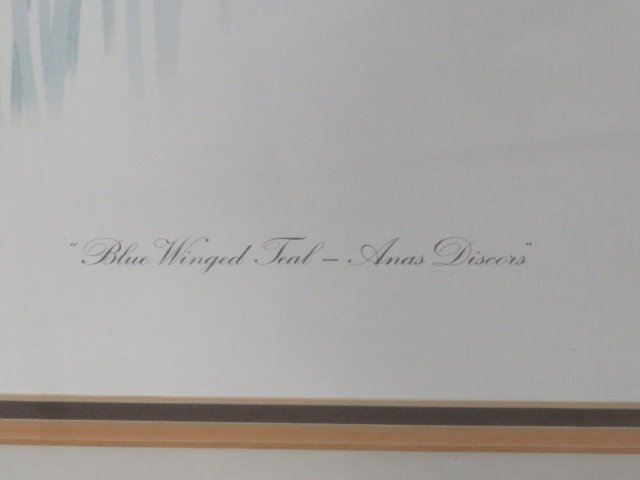 "Blue Winged Teal – Anas Discors"